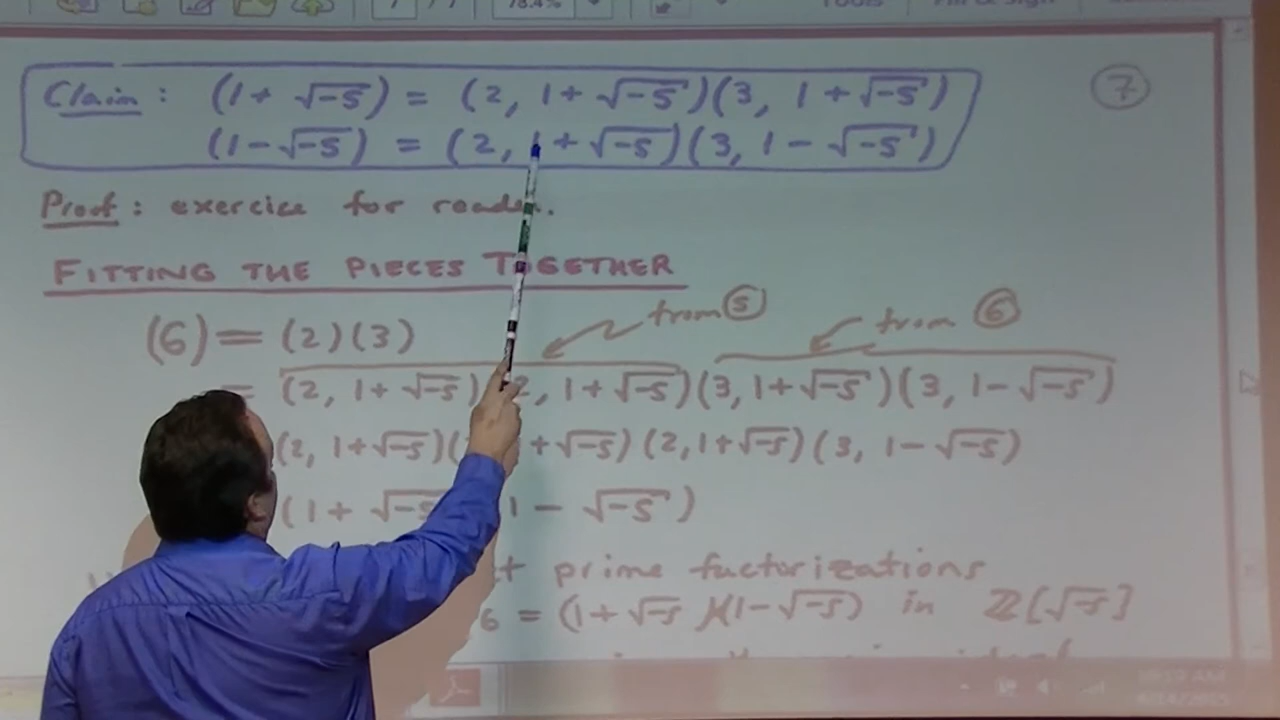 78.4%
Claim: (1 + √-5) = (2, 1 + √-5)(3, 1 + √-5) ⑦
(1 - √-5) = (2, 1 + √-5)(3, 1 - √-5)
Proof: exercise for reader.
FITTING THE PIECES TOGETHER
from ⑤ from ⑥
(6) = (2)(3)
= (2, 1 + √-5) 2, 1 + √-5)(3, 1 + √-5)(3, 1 - √-5)
(2, 1 + √-5)( + √-5)(2, 1 + √-5)(3, 1 - √-5)
(1 + √-5 1 - √-5)
prime factorizations
6 = (1 + √-5)(1 - √-5) in ℤ[√-5]